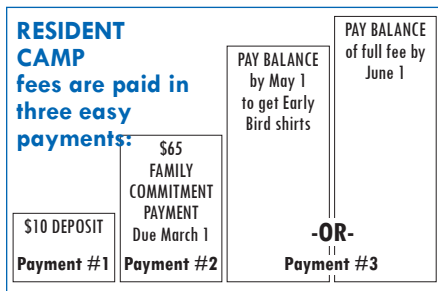 RESIDENT
CAMP
fees are paid in
three easy
payments:
$10 DEPOSIT
Payment #1
$65
FAMILY
COMMITMENT
PAYMENT
Due March 1
Payment #2
PAY BALANCE
by May 1
to get Early
Bird shirts
-OR-
PAY BALANCE
of full fee by
June 1
Payment #3